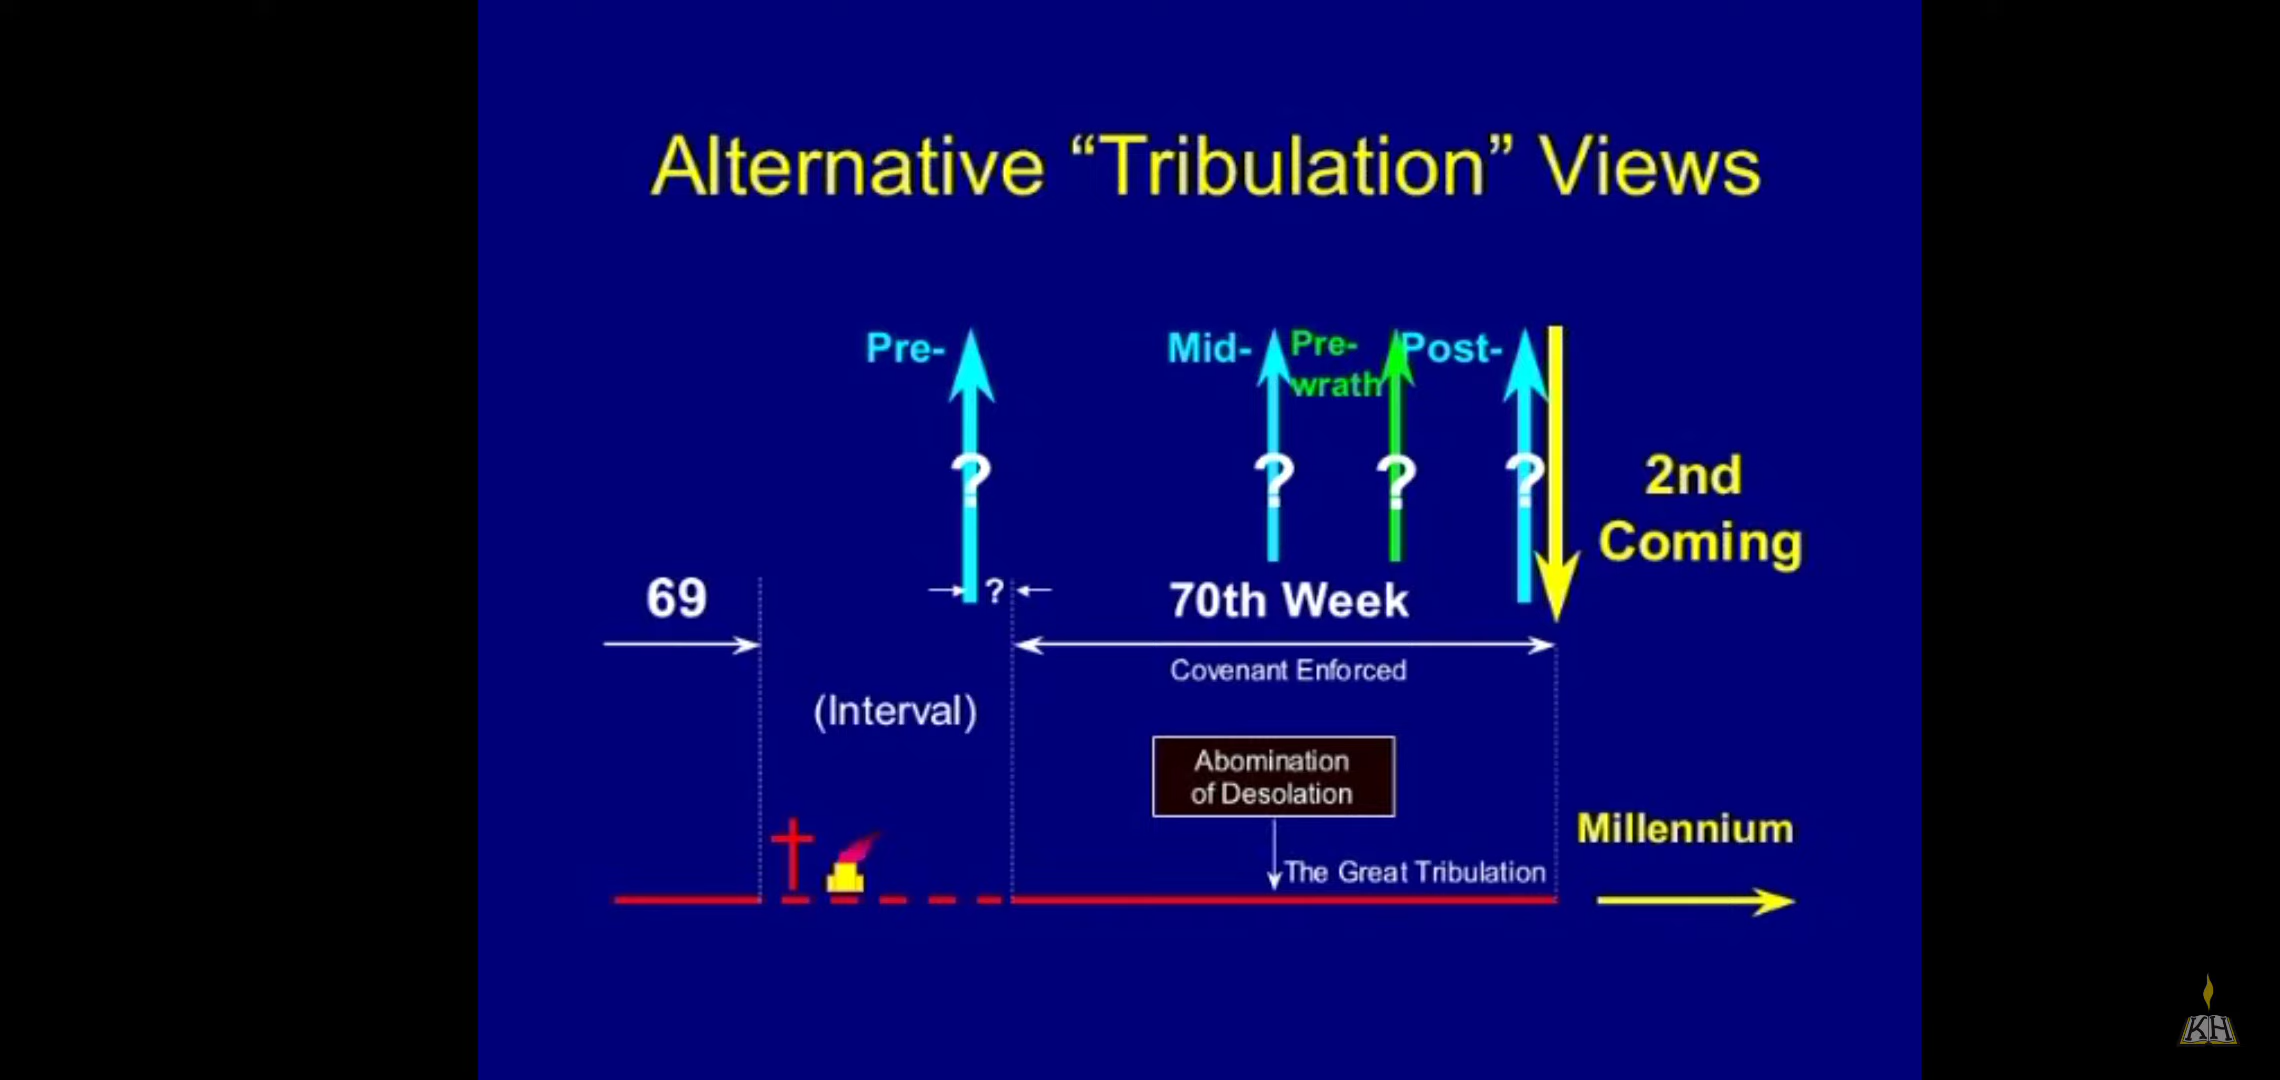 Alternative “Tribulation” Views
Pre-
Mid-
Pre-
wrath
Post-
?
?
?
?
2nd
Coming
69
?
70th Week
Covenant Enforced
(Interval)
Abomination
of Desolation
The Great Tribulation
Millennium
KH